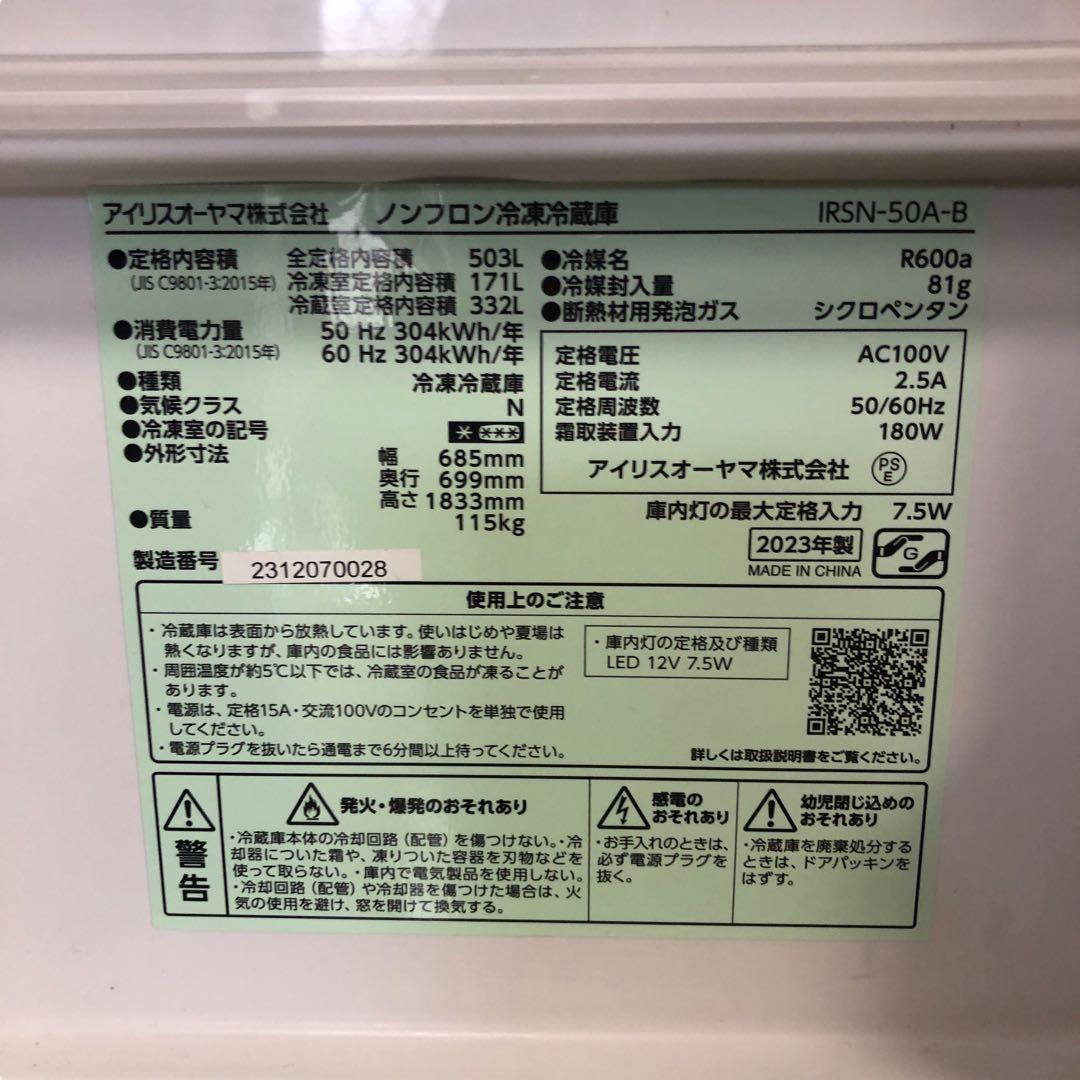 アイリスオーヤマ株式会社 ノンフロン冷凍冷蔵庫 IRSN-50A-B
●定格内容積 全定格内容積 503L
(JIS C9801-3:2015年) 冷凍室定格内容積 171L
冷蔵室定格内容積 332L
●消費電力量 50 Hz 304kWh/年
(JIS C9801-3:2015年) 60 Hz 304kWh/年
●種類 冷凍冷蔵庫
●気候クラス N
●冷凍室の記号
●外形寸法 幅 685mm
奥行 699mm
高さ 1833mm
●質量 115kg
製造番号 2312070028
●冷媒名 R600a
●冷媒封入量 81g
●断熱材用発泡ガス シクロペンタン
定格電圧 AC100V
定格電流 2.5A
定格周波数 50/60Hz
霜取装置入力 180W
アイリスオーヤマ株式会社 PSE
庫内灯の最大定格入力 7.5W
2023年製
MADE IN CHINA
G
使用上のご注意
・冷蔵庫は表面から放熱しています。使いはじめや夏場は
熱くなりますが、庫内の食品には影響ありません。
・周囲温度が約5℃以下では、冷蔵室の食品が凍ることが
あります。
・電源は、定格15A・交流100Vのコンセントを単独で使用
してください。
・電源プラグを抜いたら通電まで6分間以上待ってください。
・庫内灯の定格及び種類
LED 12V 7.5W
詳しくは取扱説明書をご覧ください。
警告
発火・爆発のおそれあり
・冷蔵庫本体の冷却回路（配管）を傷つけない。・冷
却器についた霜や、凍りついた容器を刃物などを
使って取らない。・庫内で電気製品を使用しない。
・冷却回路（配管）や冷却器を傷つけた場合は、火
気の使用を避け、窓を開けて換気する。
感電の
おそれあり
・お手入れのときは、
必ず電源プラグを
抜く。
幼児閉じ込めの
おそれあり
・冷蔵庫を廃棄処分する
ときは、ドアパッキンを
はずす。